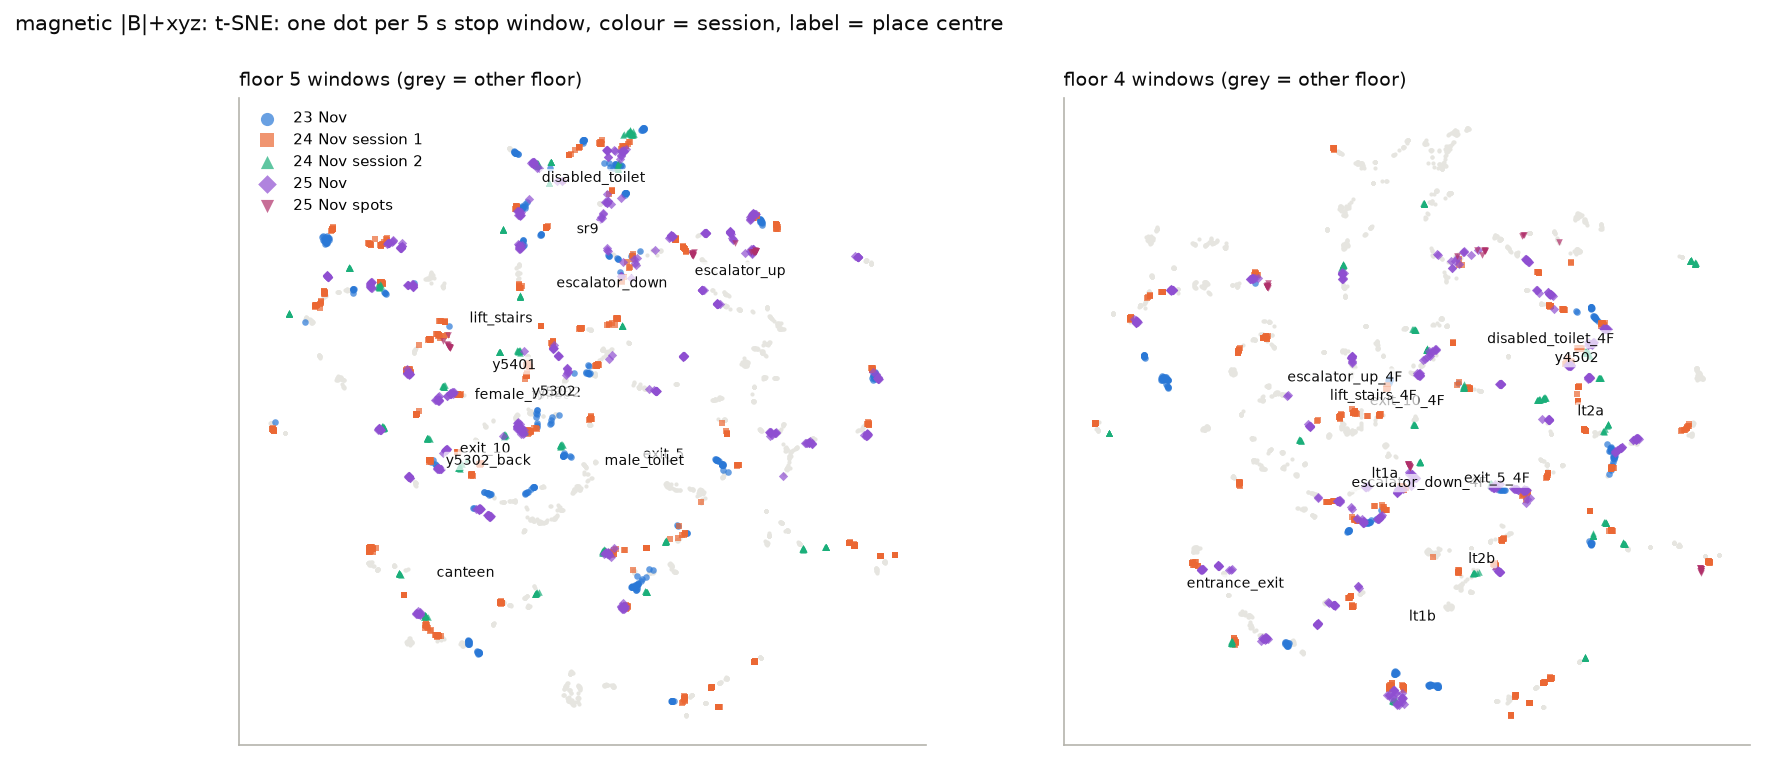 magnetic |B|+xyz: t-SNE: one dot per 5 s stop window, colour = session, label = place centre
floor 5 windows (grey = other floor)
23 Nov
24 Nov session 1
24 Nov session 2
25 Nov
25 Nov spots
disabled_toilet
sr9
escalator_up
escalator_down
lift_stairs
y5401
y5302
exit_10
y5302_back
exit_5
male_toilet
canteen
floor 4 windows (grey = other floor)
disabled_toilet_4F
y4502
escalator_up_4F
lift_stairs_4F
exit_10_4F
lt2a
lt1a
exit_5_4F
lt2b
entrance_exit
lt1b